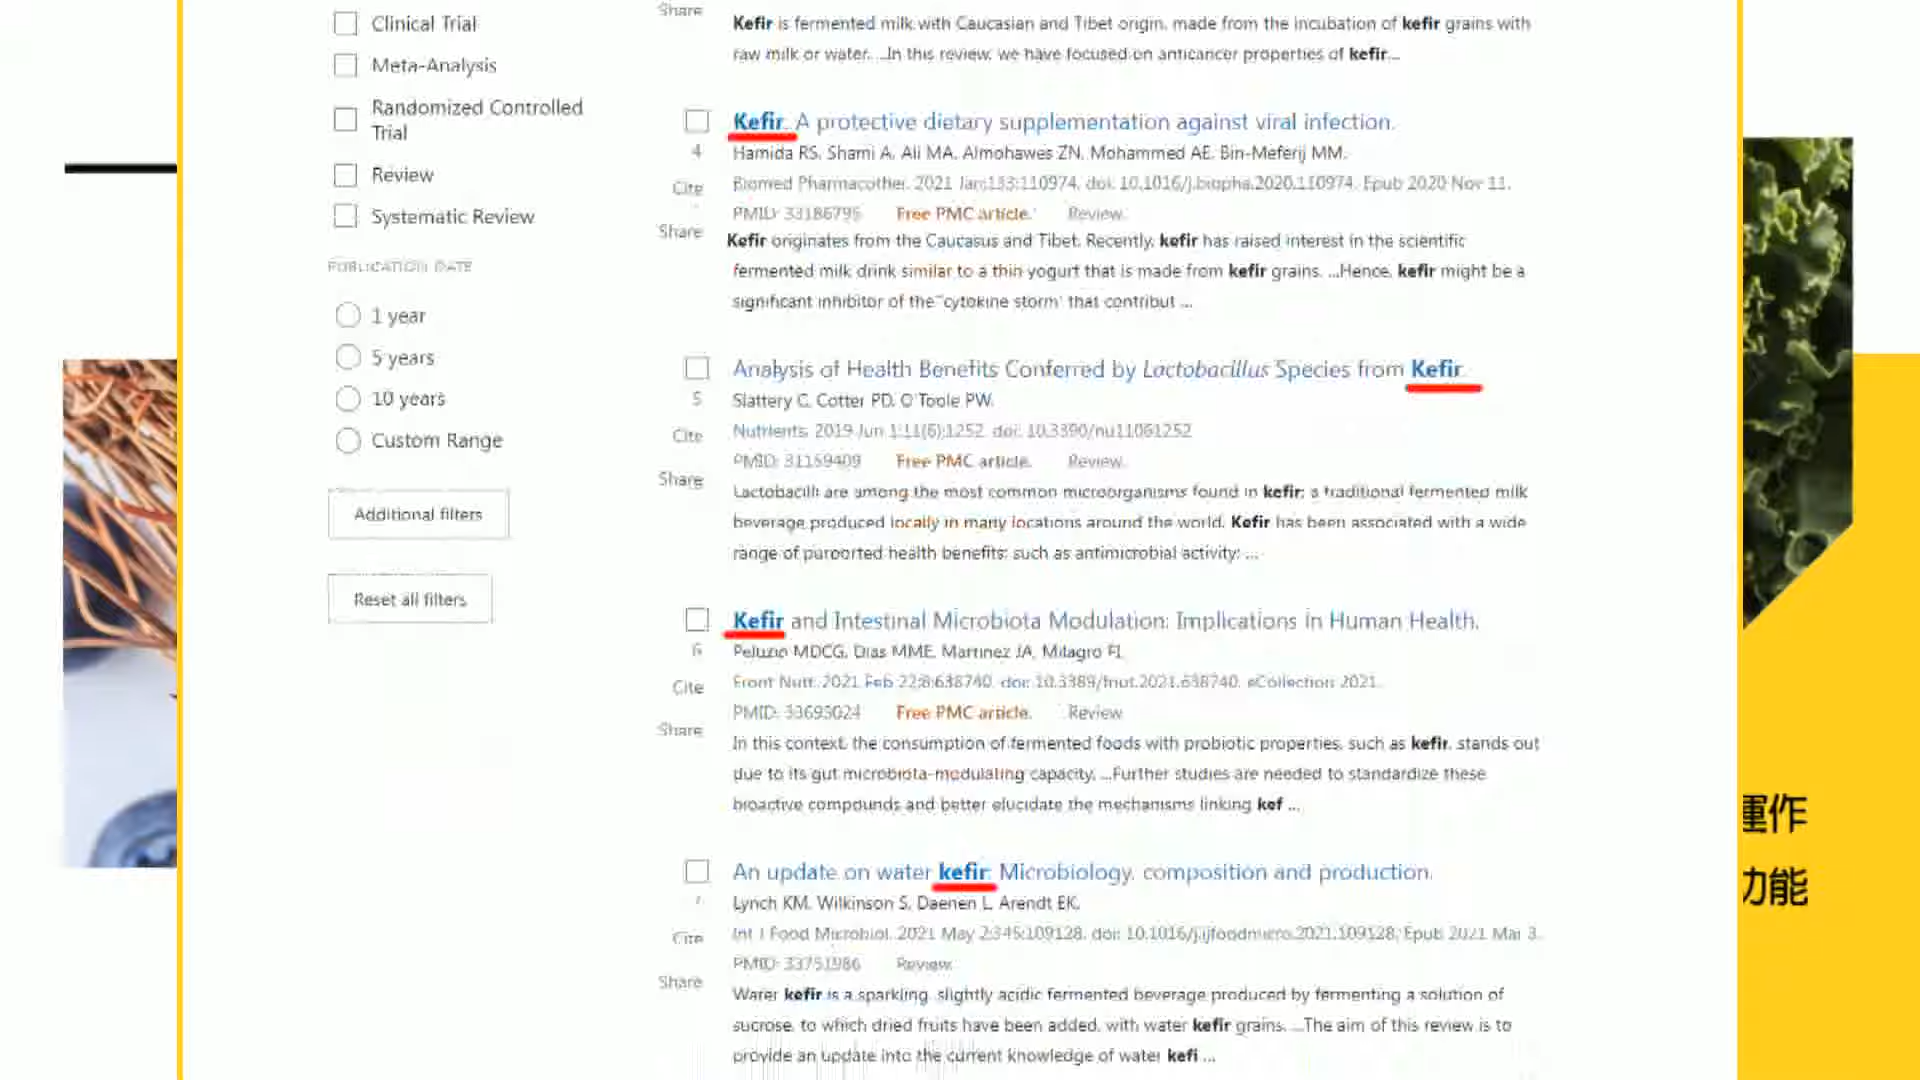 Clinical Trial
Meta-Analysis
Randomized Controlled
Trial
Review
Systematic Review
PUBLICATION DATE
1 year
5 years
10 years
Custom Range
Additional filters
Reset all filters
Share
Kefir is fermented milk with Caucasian and Tibet origin, made from the incubation of kefir grains with
raw milk or water. ...In this review, we have focused on anticancer properties of kefir...
Kefir: A protective dietary supplementation against viral infection.
4
Hamida RS, Shami A, Ali MA, Almohawes ZN, Mohammed AE, Bin-Meferij MM.
Cite
Biomed Pharmacother. 2021 Jan;133:110974. doi: 10.1016/j.biopha.2020.110974. Epub 2020 Nov 11.
PMID: 33186795 Free PMC article. Review.
Share
Kefir originates from the Caucasus and Tibet. Recently, kefir has raised interest in the scientific
fermented milk drink similar to a thin yogurt that is made from kefir grains. ...Hence, kefir might be a
significant inhibitor of the "cytokine storm" that contribut ...
Analysis of Health Benefits Conferred by Lactobacillus Species from Kefir.
5
Slattery C, Cotter PD, O'Toole PW.
Cite
Nutrients. 2019 Jun 1;11(6):1252. doi: 10.3390/nu11061252
PMID: 31159409 Free PMC article. Review.
Share
Lactobacilli are among the most common microorganisms found in kefir; a traditional fermented milk
beverage produced locally in many locations around the world. Kefir has been associated with a wide
range of purported health benefits; such as antimicrobial activity; ...
Kefir and Intestinal Microbiota Modulation: Implications in Human Health.
6
Peluzio MDCG, Dias MME, Martinez JA, Milagro FI.
Cite
Front Nutr. 2021 Feb 22;8:638740. doi: 10.3389/fnut.2021.638740. eCollection 2021.
PMID: 33693024 Free PMC article. Review
Share
In this context, the consumption of fermented foods with probiotic properties, such as kefir, stands out
due to its gut microbiota-modulating capacity. ...Further studies are needed to standardize these
bioactive compounds and better elucidate the mechanisms linking kef ...
An update on water kefir: Microbiology, composition and production.
7
Lynch KM, Wilkinson S, Daenen L, Arendt EK.
Cite
Int J Food Microbiol. 2021 May 2;345:109128. doi: 10.1016/j.ijfoodmicro.2021.109128. Epub 2021 Mar 3.
PMID: 33751986 Review.
Share
Water kefir is a sparkling, slightly acidic fermented beverage produced by fermenting a solution of
sucrose, to which dried fruits have been added, with water kefir grains. ...The aim of this review is to
provide an update into the current knowledge of water kefi ...
運作
功能